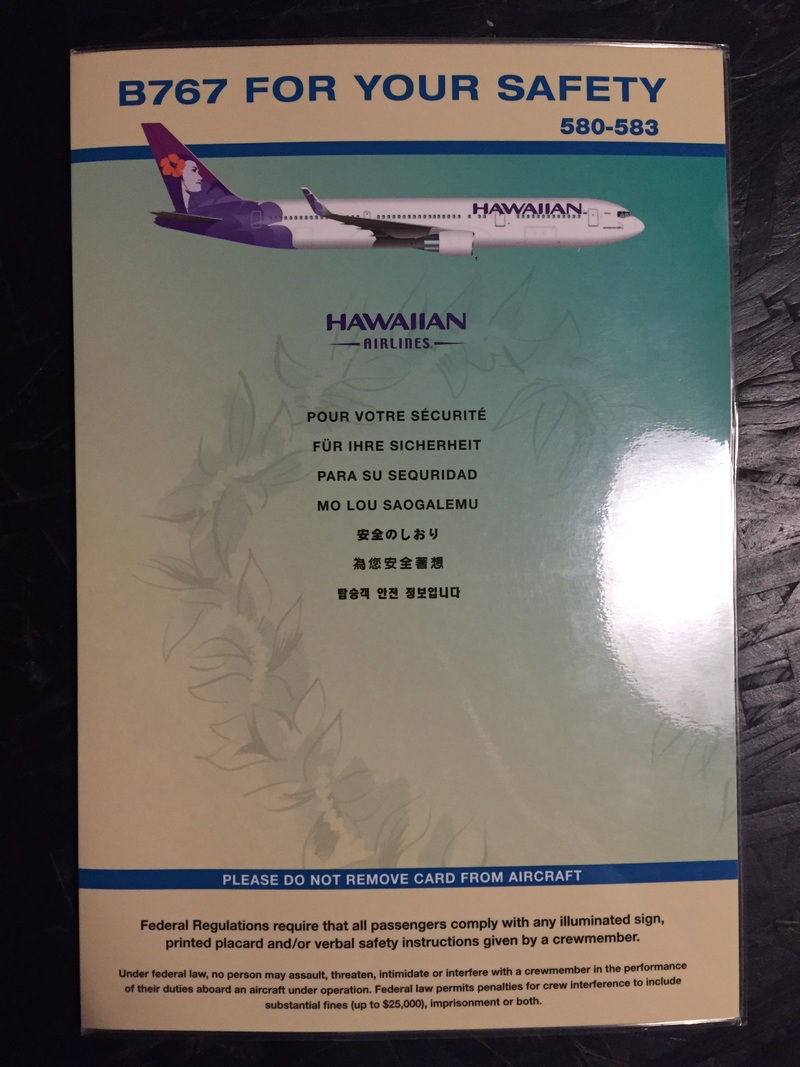 B767 FOR YOUR SAFETY
580-583
HAWAIIAN
HAWAIIAN
AIRLINES
POUR VOTRE SÉCURITÉ
FÜR IHRE SICHERHEIT
PARA SU SEQURIDAD
MO LOU SAOGALEMU
安全のしおり
為您安全著想
탑승객 안전 정보입니다
PLEASE DO NOT REMOVE CARD FROM AIRCRAFT
Federal Regulations require that all passengers comply with any illuminated sign,
printed placard and/or verbal safety instructions given by a crewmember.
Under federal law, no person may assault, threaten, intimidate or interfere with a crewmember in the performance
of their duties aboard an aircraft under operation. Federal law permits penalties for crew interference to include
substantial fines (up to $25,000), imprisonment or both.